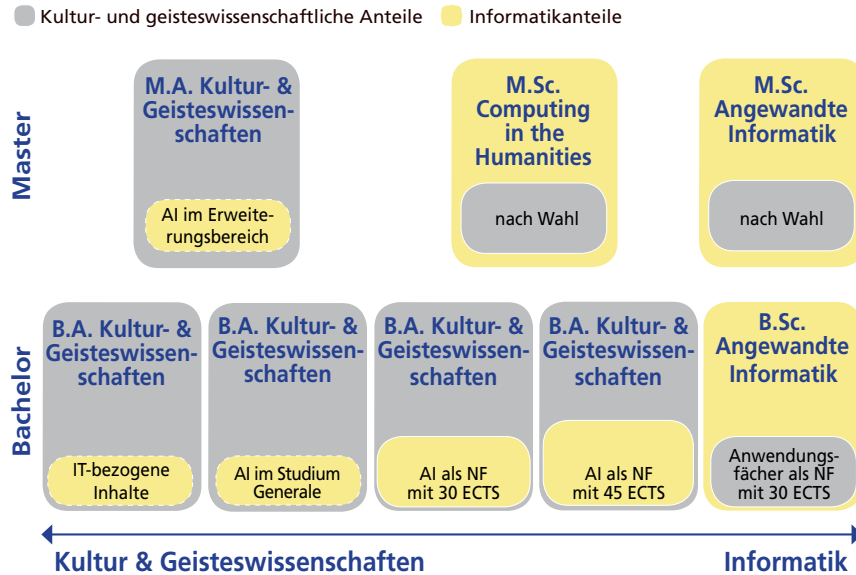 Kultur- und geisteswissenschaftliche Anteile
Informatikanteile
Master
M.A. Kultur- &
Geisteswissen-
schaften
AI im Erweite-
rungsbereich
M.Sc.
Computing
in the
Humanities
nach Wahl
M.Sc.
Angewandte
Informatik
nach Wahl
Bachelor
B.A. Kultur- &
Geisteswissen-
schaften
IT-bezogene
Inhalte
B.A. Kultur- &
Geisteswissen-
schaften
AI im Studium
Generale
B.A. Kultur- &
Geisteswissen-
schaften
AI als NF
mit 30 ECTS
B.A. Kultur- &
Geisteswissen-
schaften
AI als NF
mit 45 ECTS
B.Sc.
Angewandte
Informatik
Anwendungs-
fächer als NF
mit 30 ECTS
Kultur & Geisteswissenschaften
Informatik